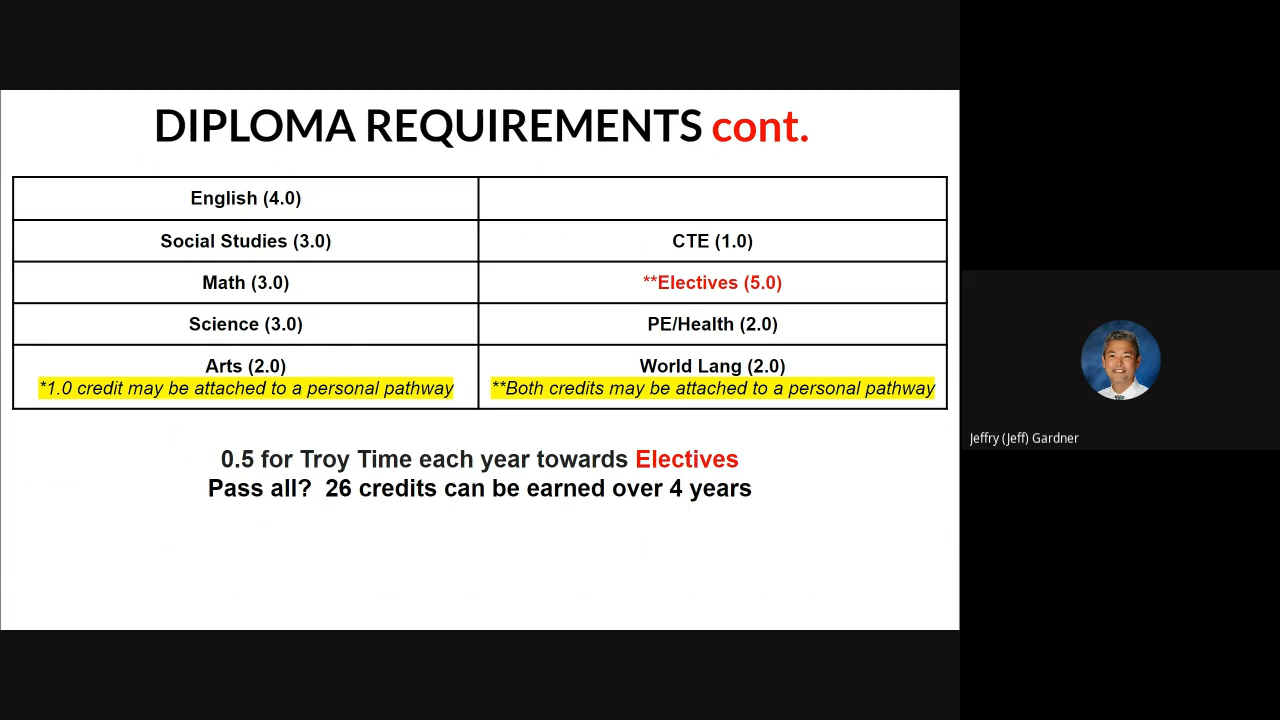 DIPLOMA REQUIREMENTS cont.
English (4.0)
Social Studies (3.0)
CTE (1.0)
Math (3.0)
**Electives (5.0)
Science (3.0)
PE/Health (2.0)
Arts (2.0)
*1.0 credit may be attached to a personal pathway
World Lang (2.0)
**Both credits may be attached to a personal pathway
0.5 for Troy Time each year towards Electives
Pass all? 26 credits can be earned over 4 years
Jeffry (Jeff) Gardner